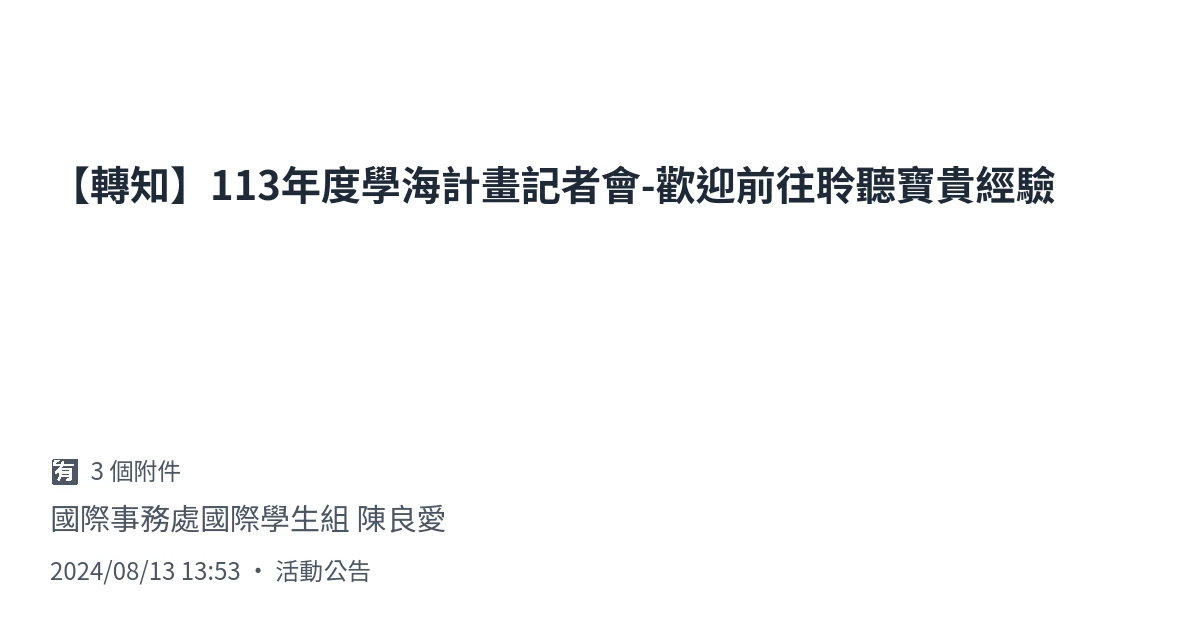 【轉知】113年度學海計畫記者會-歡迎前往聆聽寶貴經驗
🈶 3 個附件
國際事務處國際學生組 陳良愛
2024/08/13 13:53 • 活動公告